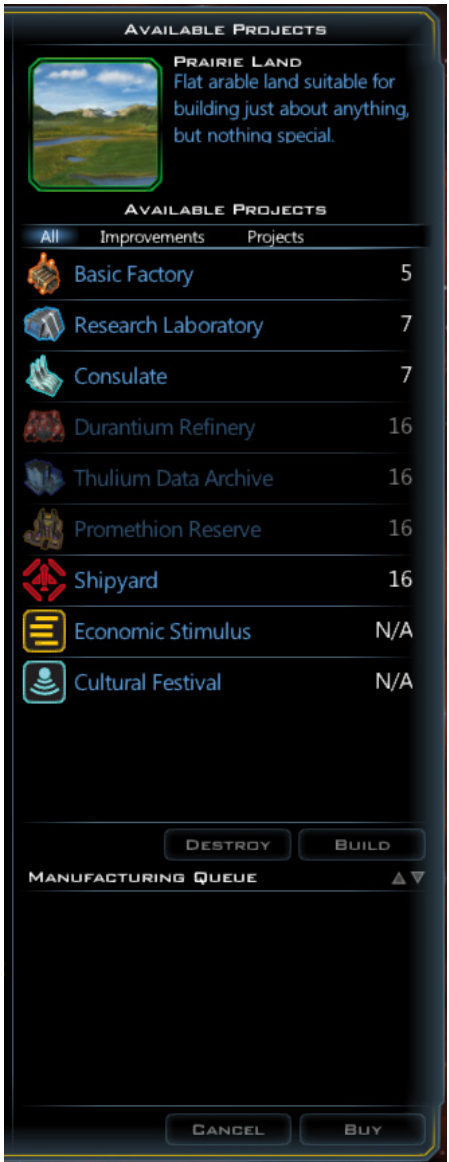 AVAILABLE PROJECTS
PRAIRIE LAND
Flat arable land suitable for
building just about anything,
but nothing special.
AVAILABLE PROJECTS
All Improvements Projects
Basic Factory 5
Research Laboratory 7
Consulate 7
Durantium Refinery 16
Thulium Data Archive 16
Promethion Reserve 16
Shipyard 16
Economic Stimulus N/A
Cultural Festival N/A
DESTROY BUILD
MANUFACTURING QUEUE
CANCEL BUY